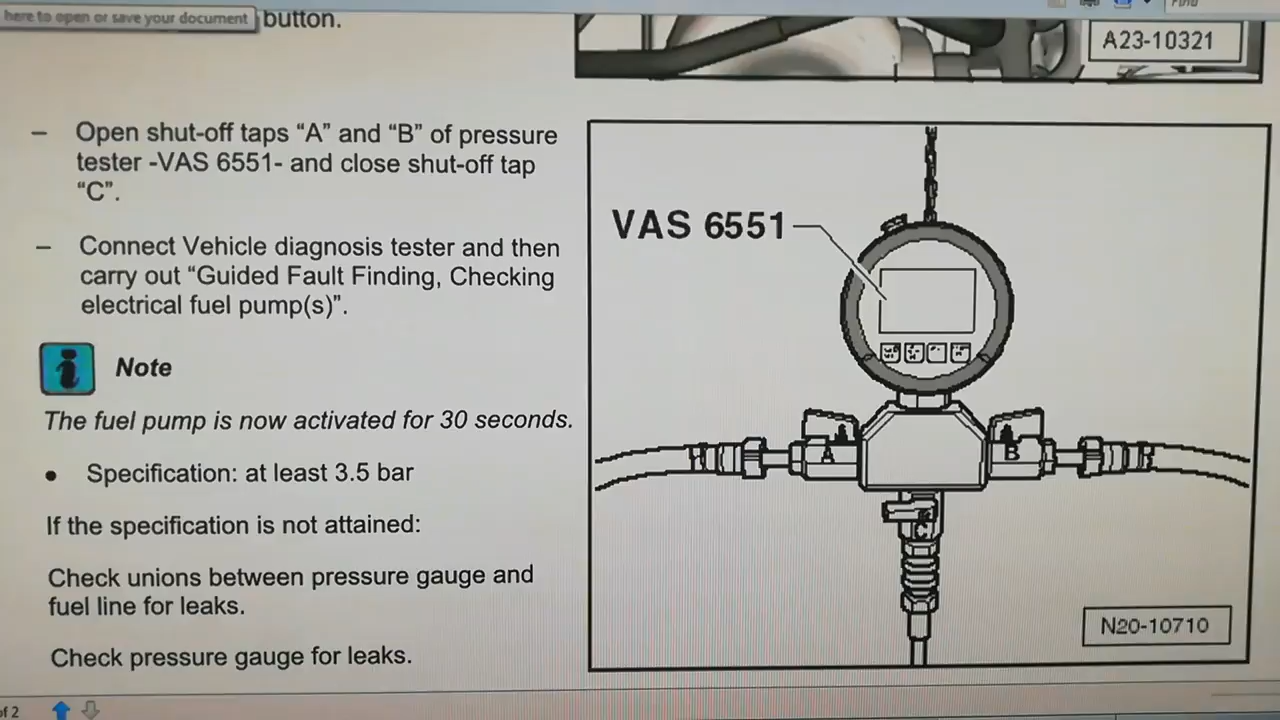 here to open or save your document
button.
Find
A23-10321
– Open shut-off taps “A” and “B” of pressure
tester -VAS 6551- and close shut-off tap
“C”.
– Connect Vehicle diagnosis tester and then
carry out “Guided Fault Finding, Checking
electrical fuel pump(s)”.
Note
The fuel pump is now activated for 30 seconds.
• Specification: at least 3.5 bar
If the specification is not attained:
Check unions between pressure gauge and
fuel line for leaks.
Check pressure gauge for leaks.
VAS 6551
A
B
C
N20-10710
of 2